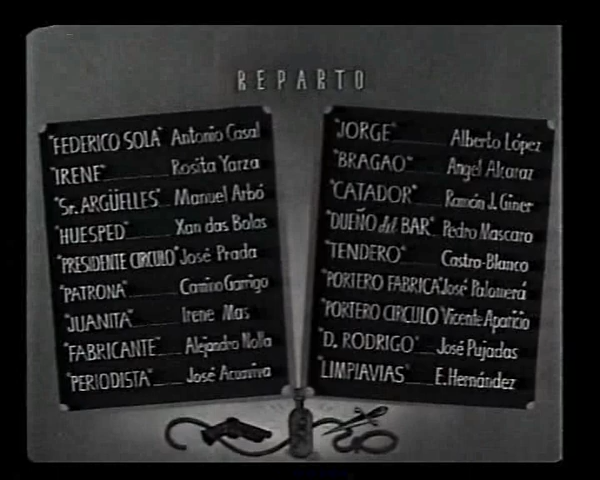 REPARTO
"FEDERICO SOLA" Antonio Casal
"IRENE" Rosita Yarza
"Sr. ARGÜELLES" Manuel Arbó
"HUESPED" Xan das Bolas
"PRESIDENTE CIRCULO" José Prada
"PATRONA" Camino Garrigo
"JUANITA" Irene Mas
"FABRICANTE" Alejandro Nolla
"PERIODISTA" José Acuaviva
"JORGE" Alberto López
"BRAGAO" Angel Alcaraz
"CATADOR" Ramón J. Giner
"DUEÑO del BAR" Pedro Mascaro
"TENDERO" Castro-Blanco
"PORTERO FABRICA" José Palomerá
"PORTERO CIRCULO" Vicente Aparicio
"D. RODRIGO" José Pujadas
"LIMPIAVIAS" E. Hernández